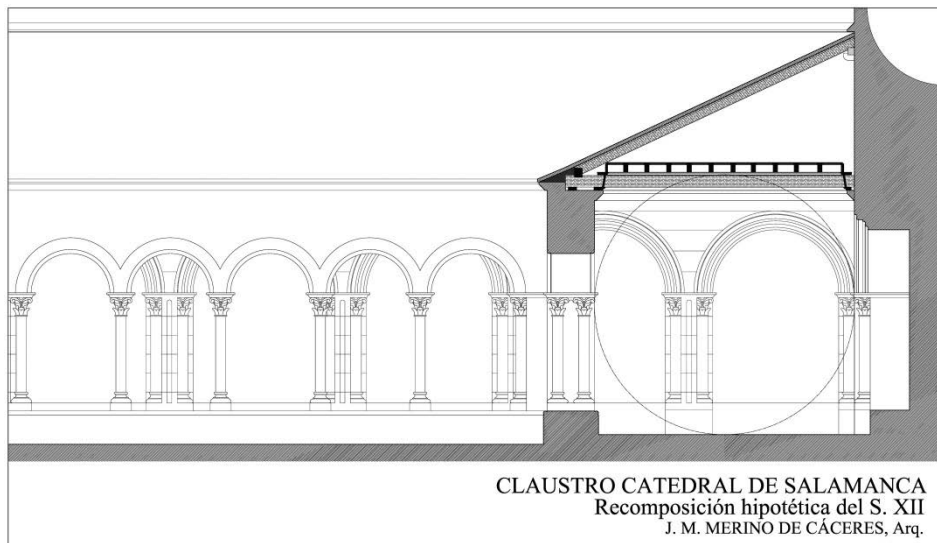 CLAUSTRO CATEDRAL DE SALAMANCA
Recomposición hipotética del S. XII
J. M. MERINO DE CÁCERES, Arq.